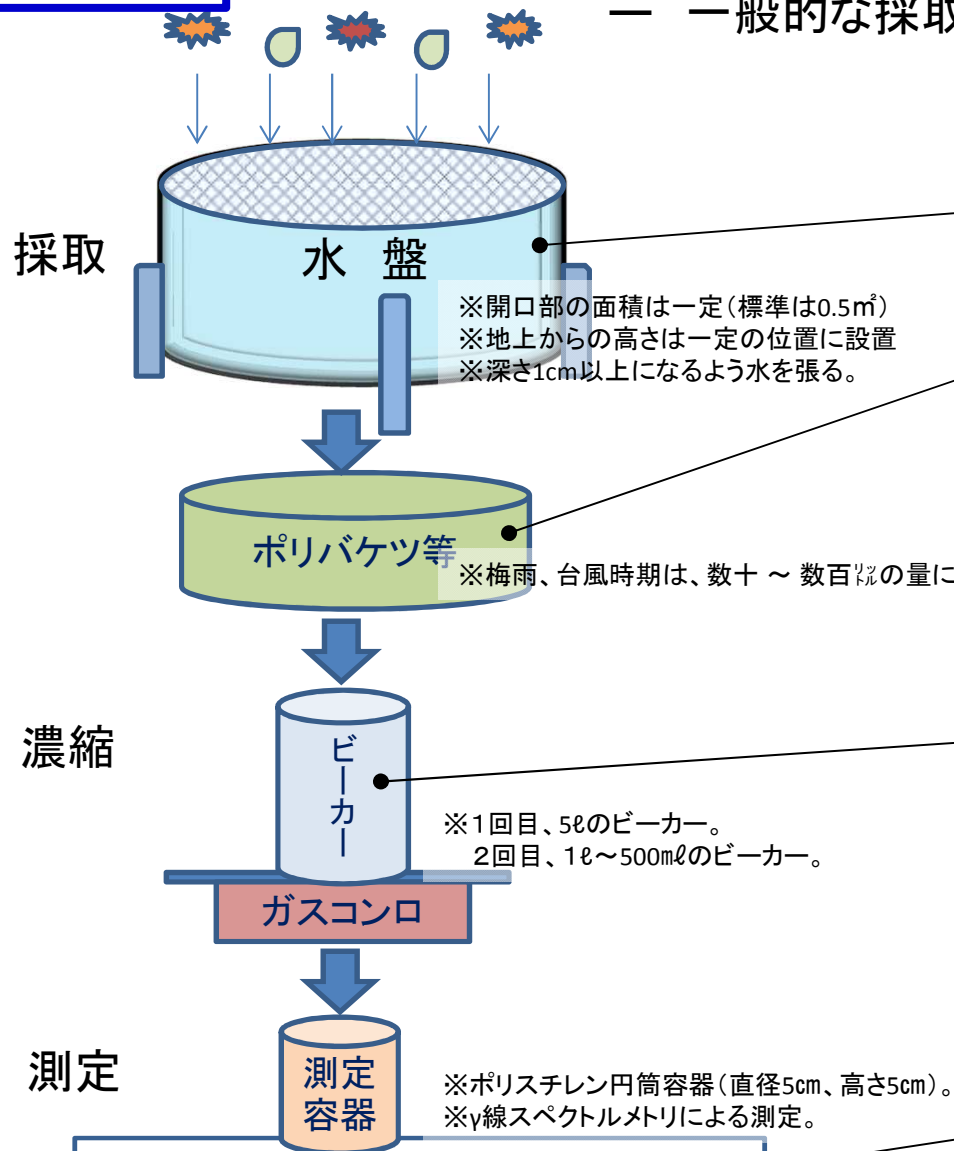 ― 一般的な採取
採取
水 盤
※開口部の面積は一定(標準は0.5㎡)
※地上からの高さは一定の位置に設置
※深さ1cm以上になるよう水を張る。
ポリバケツ等
※梅雨、台風時期は、数十 ~ 数百㍑の量に
濃縮
ビーカー
※1回目、5ℓのビーカー。
2回目、1ℓ~500mℓのビーカー。
ガスコンロ
測定
測定
容器
※ポリスチレン円筒容器(直径5㎝、高さ5㎝)。
※γ線スペクトルメトリによる測定。